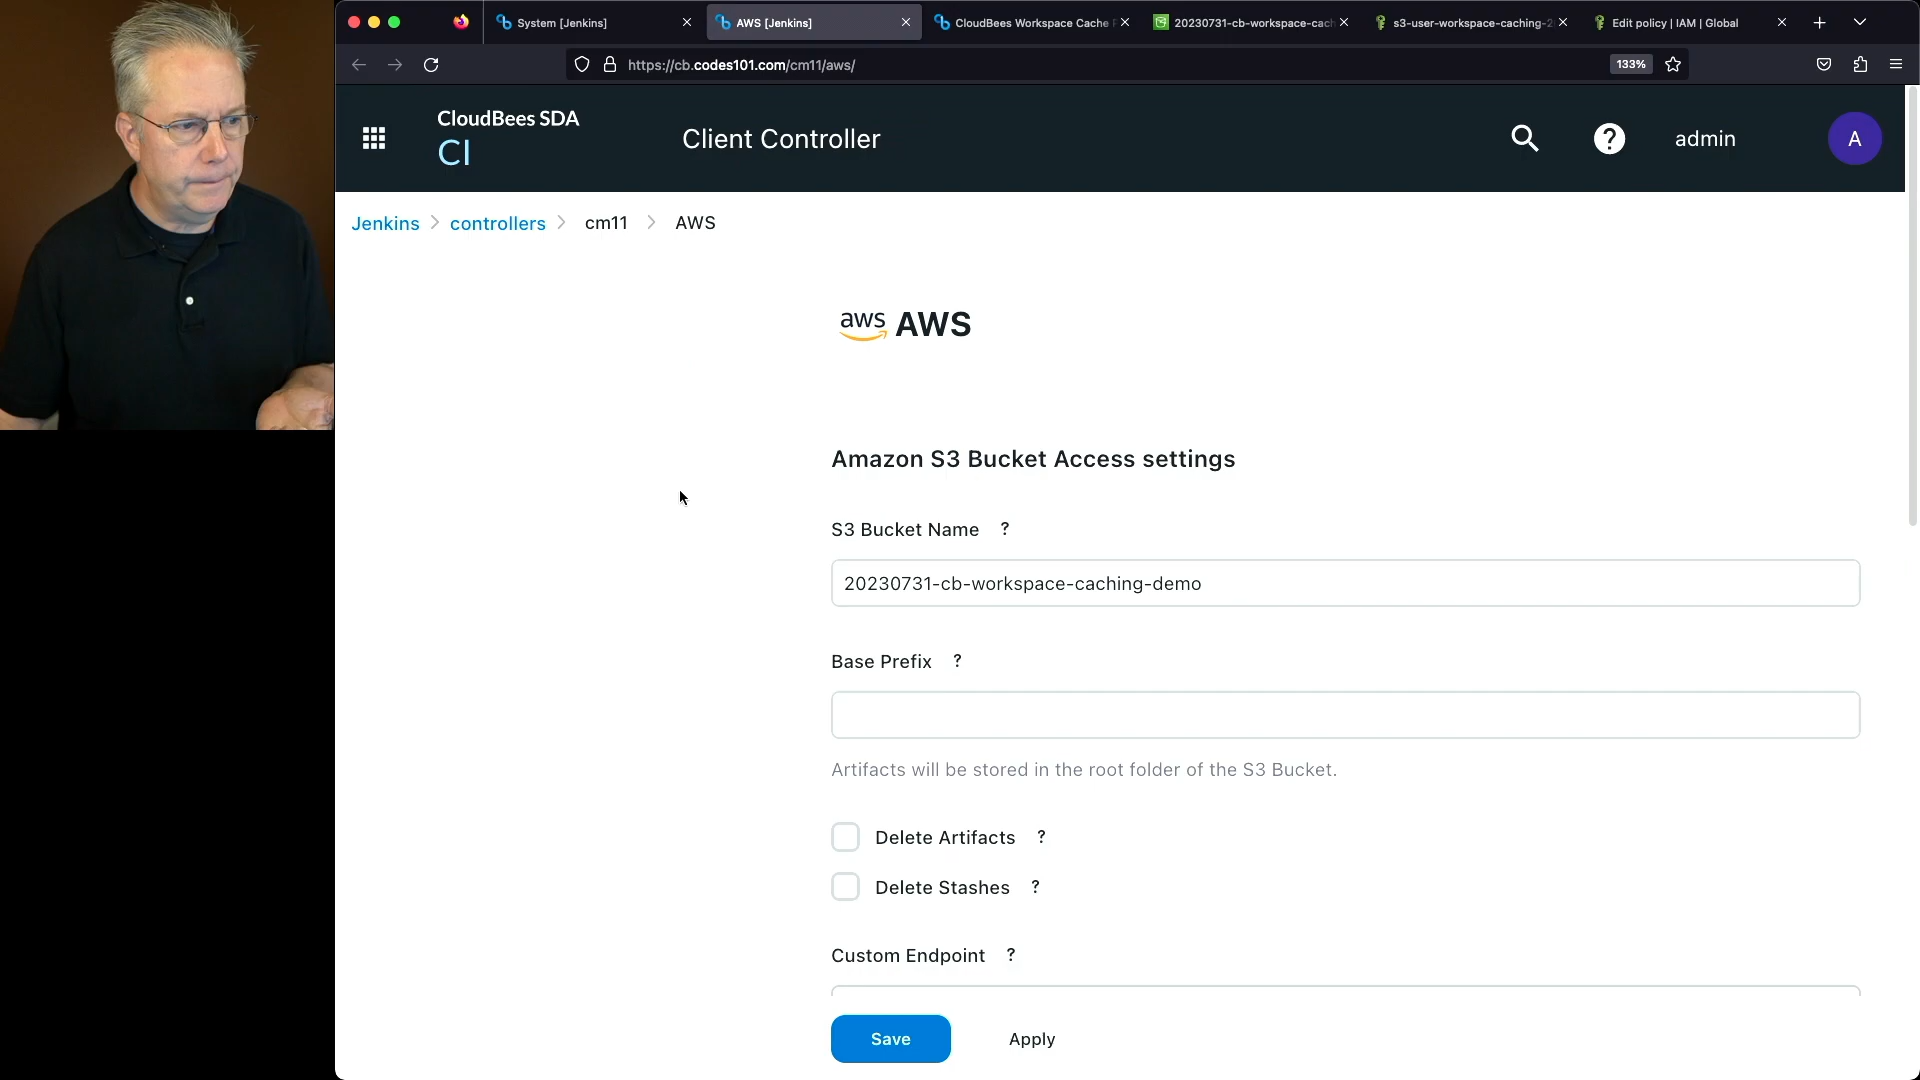 System [Jenkins]
AWS [Jenkins]
CloudBees Workspace Cache
20230731-cb-workspace-cach
s3-user-workspace-caching-2
Edit policy | IAM | Global
https://cb.codes101.com/cm11/aws/
133%
CloudBees SDA
CI
Client Controller
?
admin
A
Jenkins
controllers
cm11
AWS
aws AWS
Amazon S3 Bucket Access settings
S3 Bucket Name ?
20230731-cb-workspace-caching-demo
Base Prefix ?
Artifacts will be stored in the root folder of the S3 Bucket.
Delete Artifacts ?
Delete Stashes ?
Custom Endpoint ?
Save
Apply